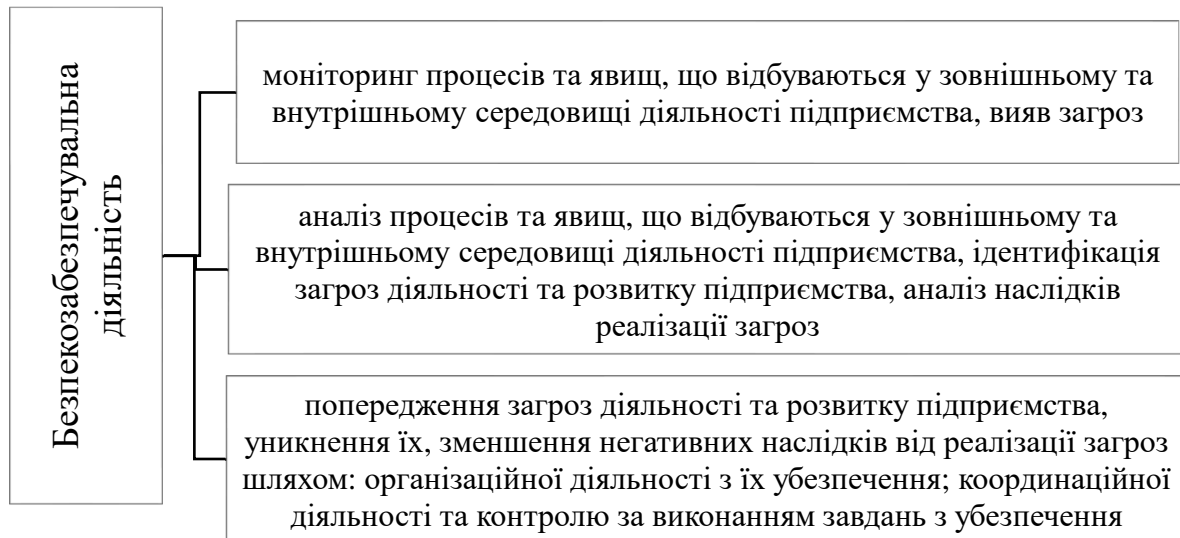 Безпекозабезпечувальна
діяльність
моніторинг процесів та явищ, що відбуваються у зовнішньому та
внутрішньому середовищі діяльності підприємства, вияв загроз
аналіз процесів та явищ, що відбуваються у зовнішньому та
внутрішньому середовищі діяльності підприємства, ідентифікація
загроз діяльності та розвитку підприємства, аналіз наслідків
реалізації загроз
попередження загроз діяльності та розвитку підприємства,
уникнення їх, зменшення негативних наслідків від реалізації загроз
шляхом: організаційної діяльності з їх убезпечення; координаційної
діяльності та контролю за виконанням завдань з убезпечення